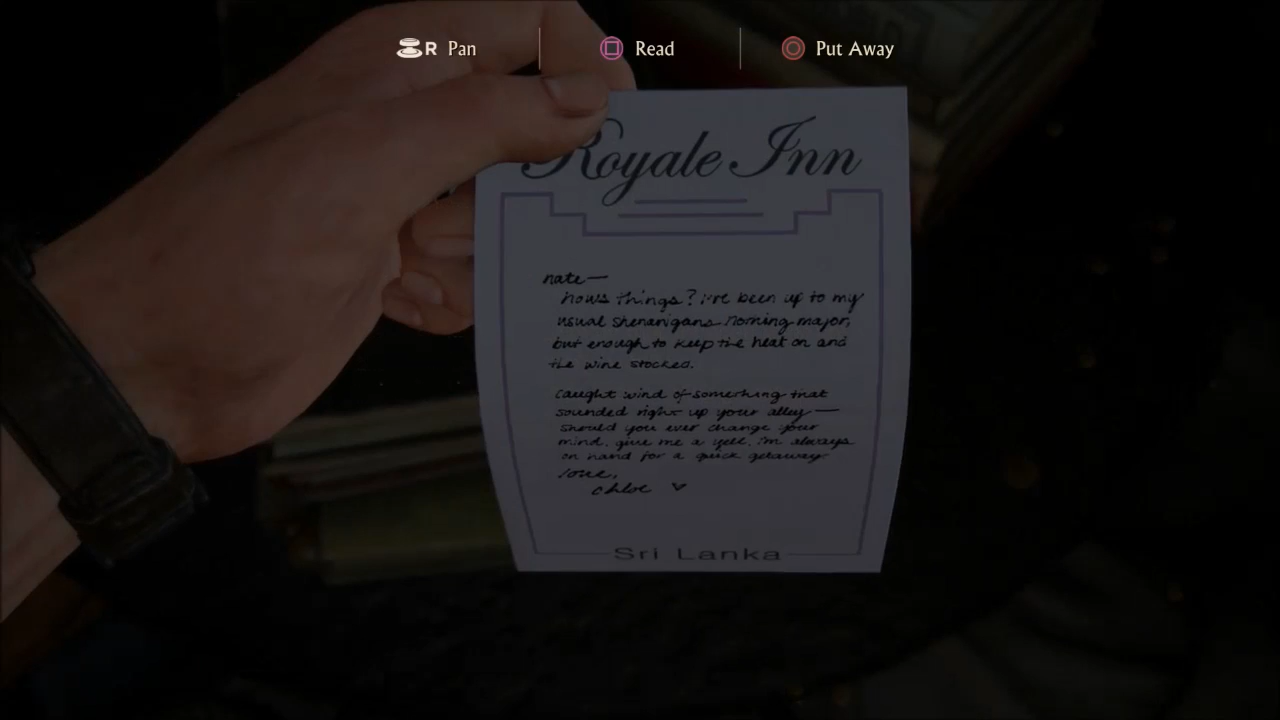 R Pan Read Put Away
Royale Inn
nate—
hows things? i've been up to my
usual shenanigans. Norning major,
but enough to keep the heat on and
the wine stocked.
Caught wind of something that
sounded right up your alley—
should you ever change your
mind, give me a yell. i'm always
on hand for a quick getaway.
love,
chloe
Sri Lanka